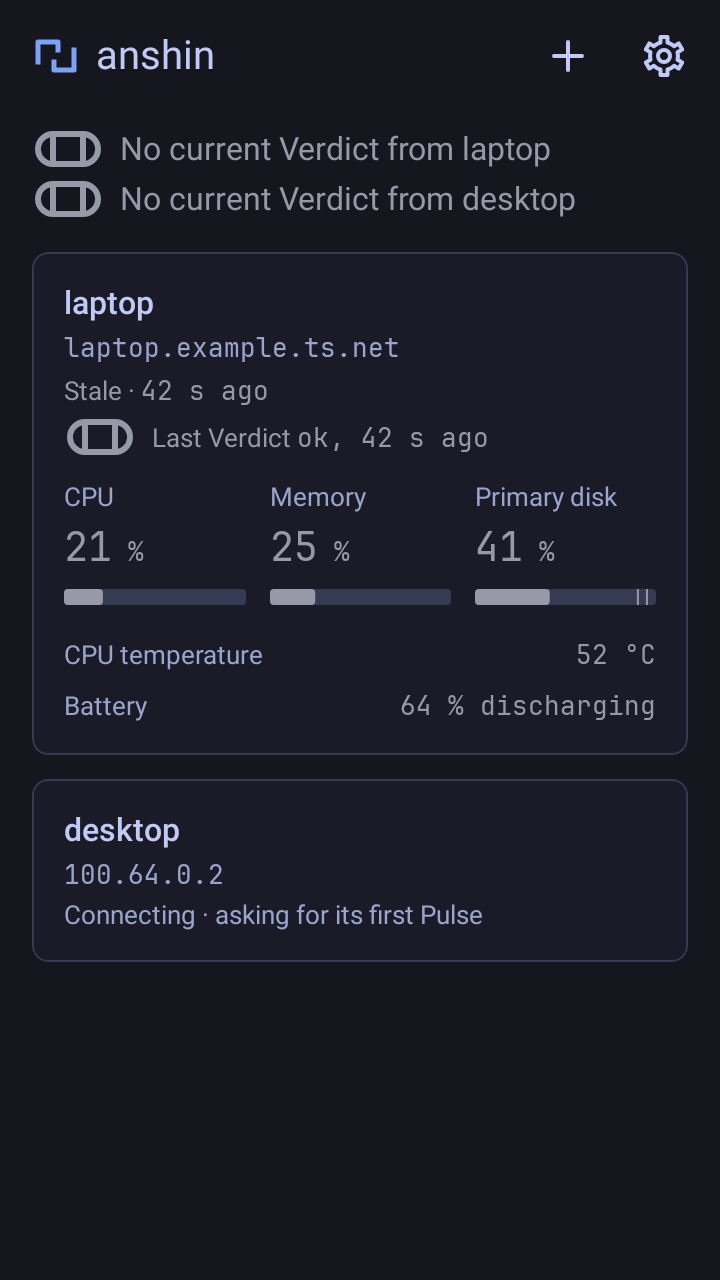 anshin
No current Verdict from laptop
No current Verdict from desktop
laptop
laptop.example.ts.net
Stale · 42 s ago
Last Verdict ok, 42 s ago
CPU Memory Primary disk
21 % 25 % 41 %
CPU temperature 52 °C
Battery 64 % discharging
desktop
100.64.0.2
Connecting · asking for its first Pulse